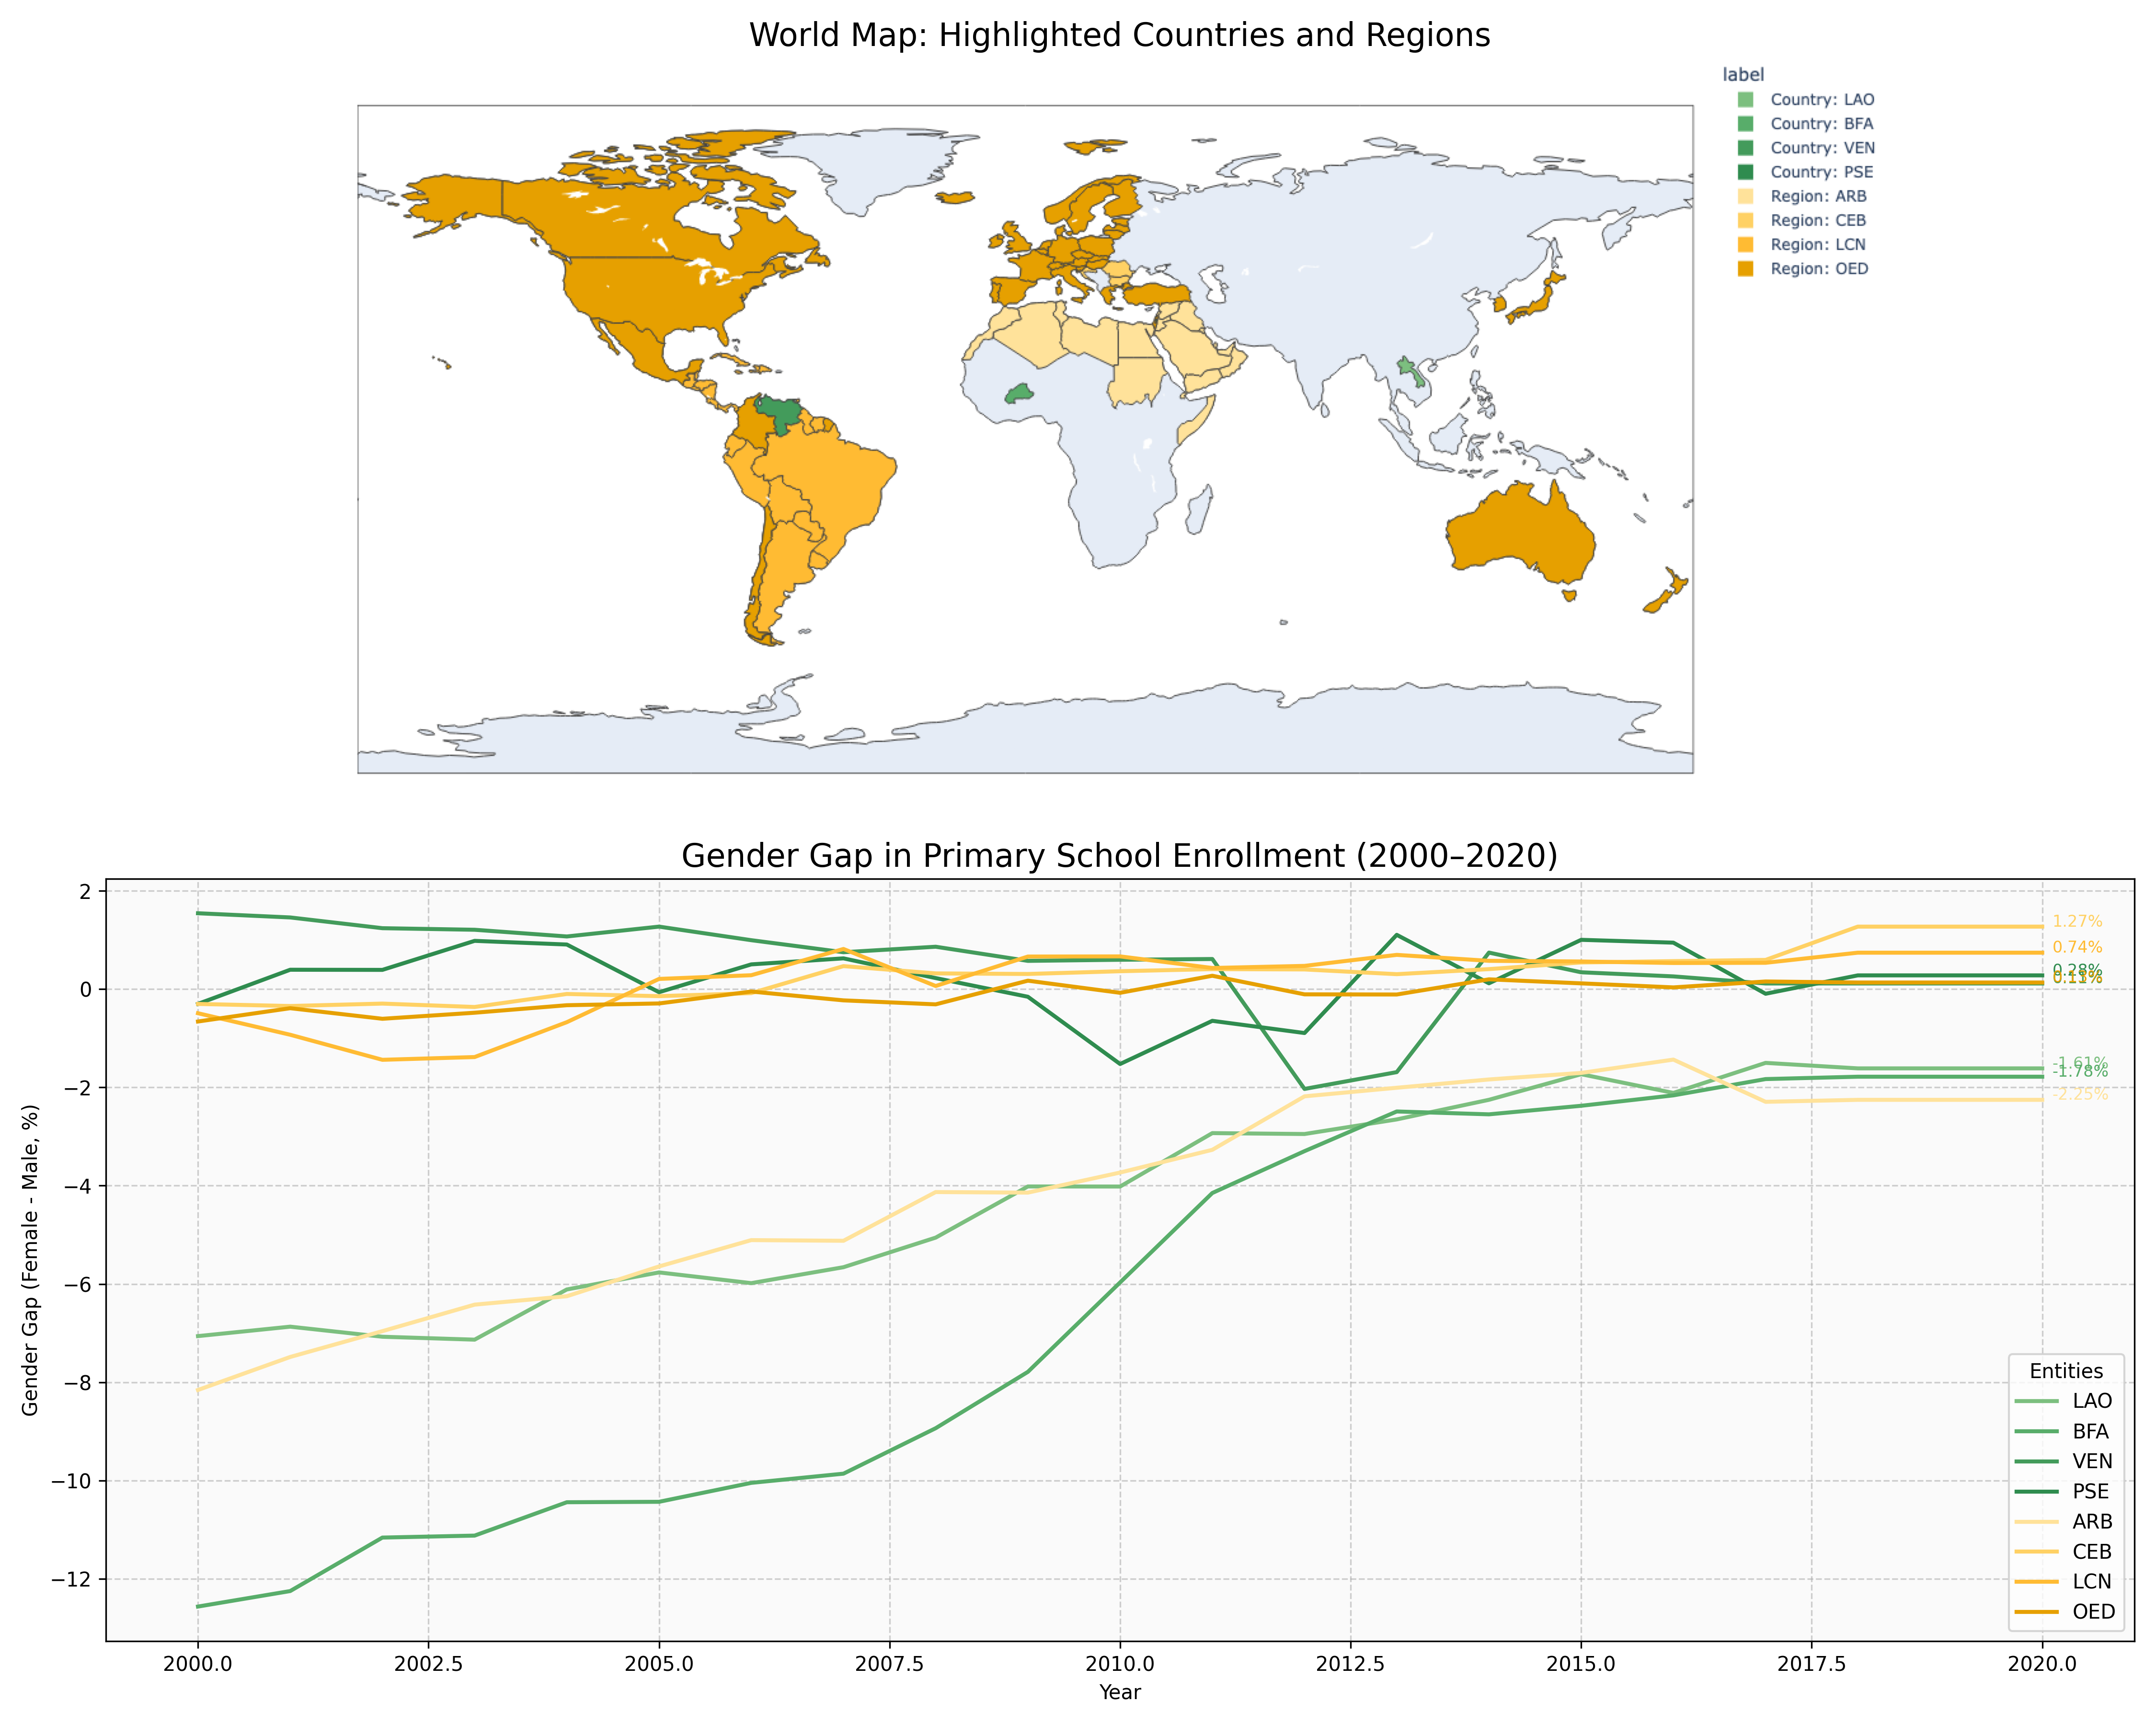 World Map: Highlighted Countries and Regions
label
Country: LAO
Country: BFA
Country: VEN
Country: PSE
Region: ARB
Region: CEB
Region: LCN
Region: OED
Gender Gap in Primary School Enrollment (2000–2020)
Gender Gap (Female - Male, %)
2
0
−2
−4
−6
−8
−10
−12
1.27%
0.74%
0.28%
0.11%
-1.61%
-1.78%
-2.25%
Entities
LAO
BFA
VEN
PSE
ARB
CEB
LCN
OED
2000.0 2002.5 2005.0 2007.5 2010.0 2012.5 2015.0 2017.5 2020.0
Year